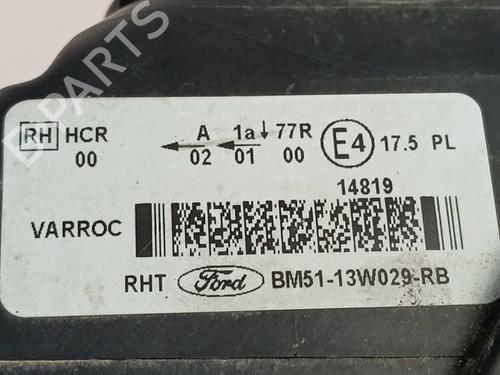 RH HCR A 1a 77R E4 17.5 PL
00 02 01 00
14819
VARROC
RHT Ford BM51-13W029-RB